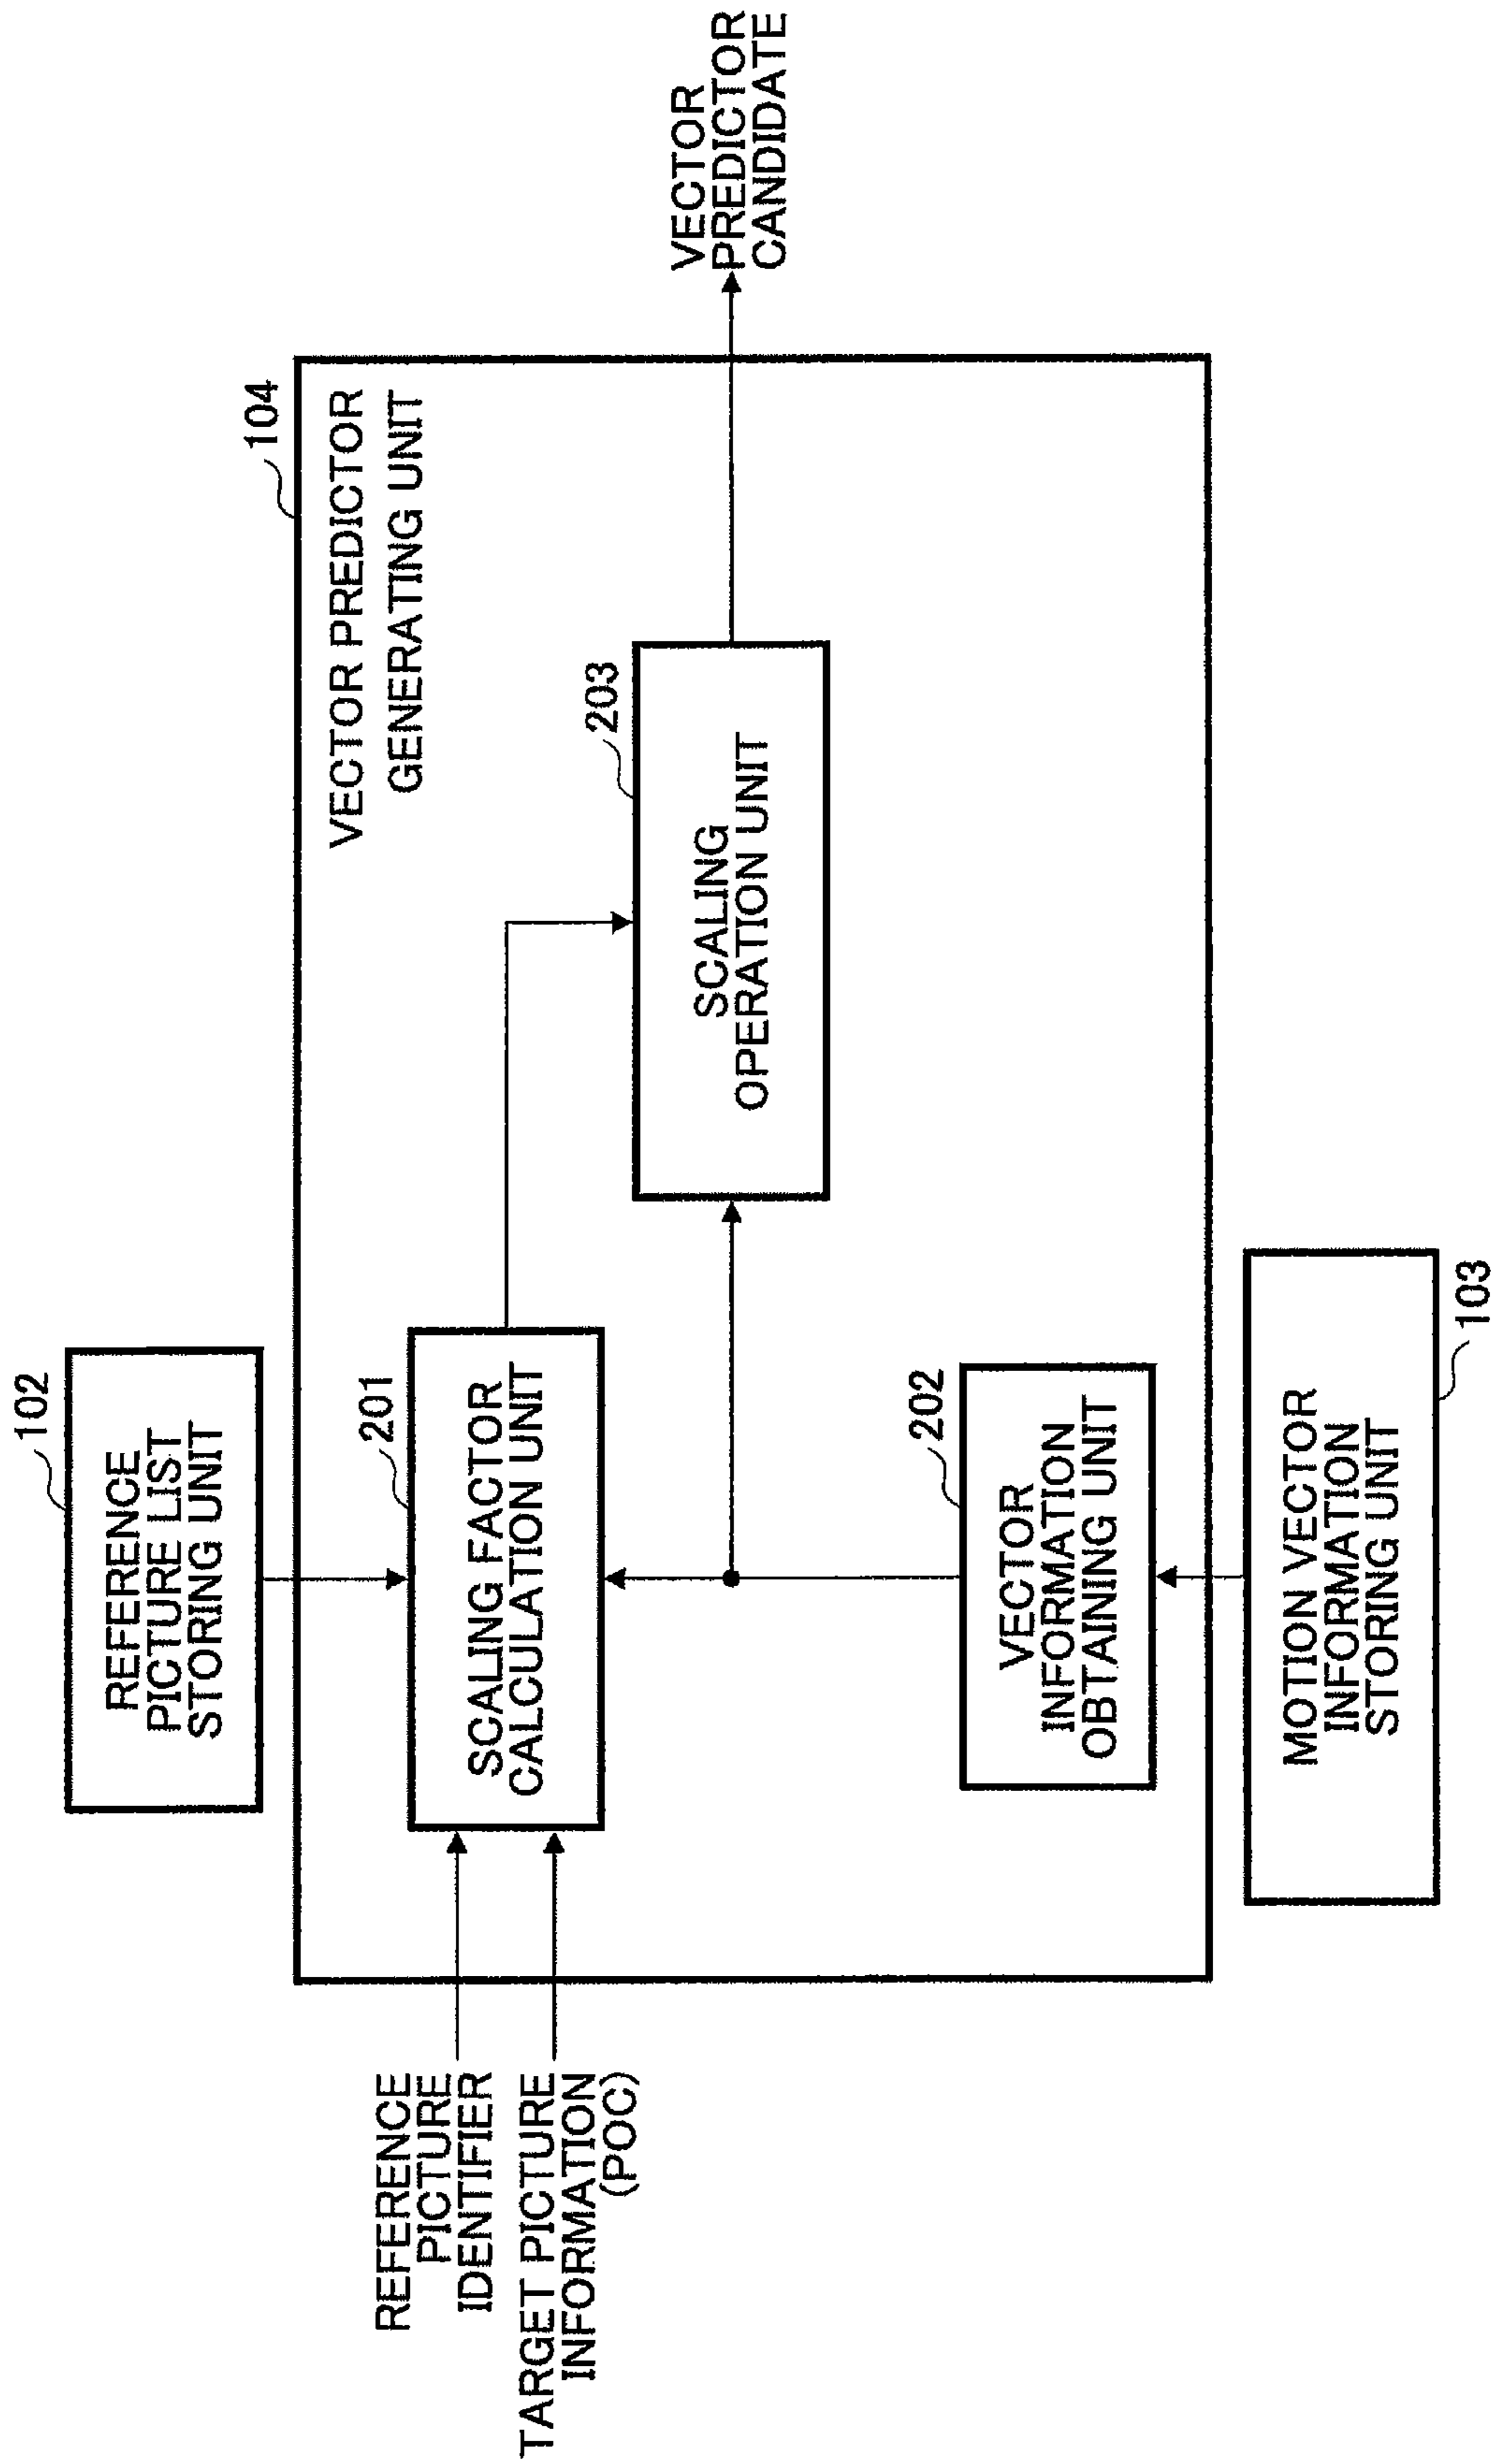 102
REFERENCE
PICTURE LIST
STORING UNIT
104
VECTOR PREDICTOR
GENERATING UNIT
REFERENCE
PICTURE
IDENTIFIER
TARGET PICTURE
INFORMATION
(POC)
201
SCALING FACTOR
CALCULATION UNIT
203
SCALING
OPERATION UNIT
VECTOR
PREDICTOR
CANDIDATE
202
VECTOR
INFORMATION
OBTAINING UNIT
MOTION VECTOR
INFORMATION
STORING UNIT
103